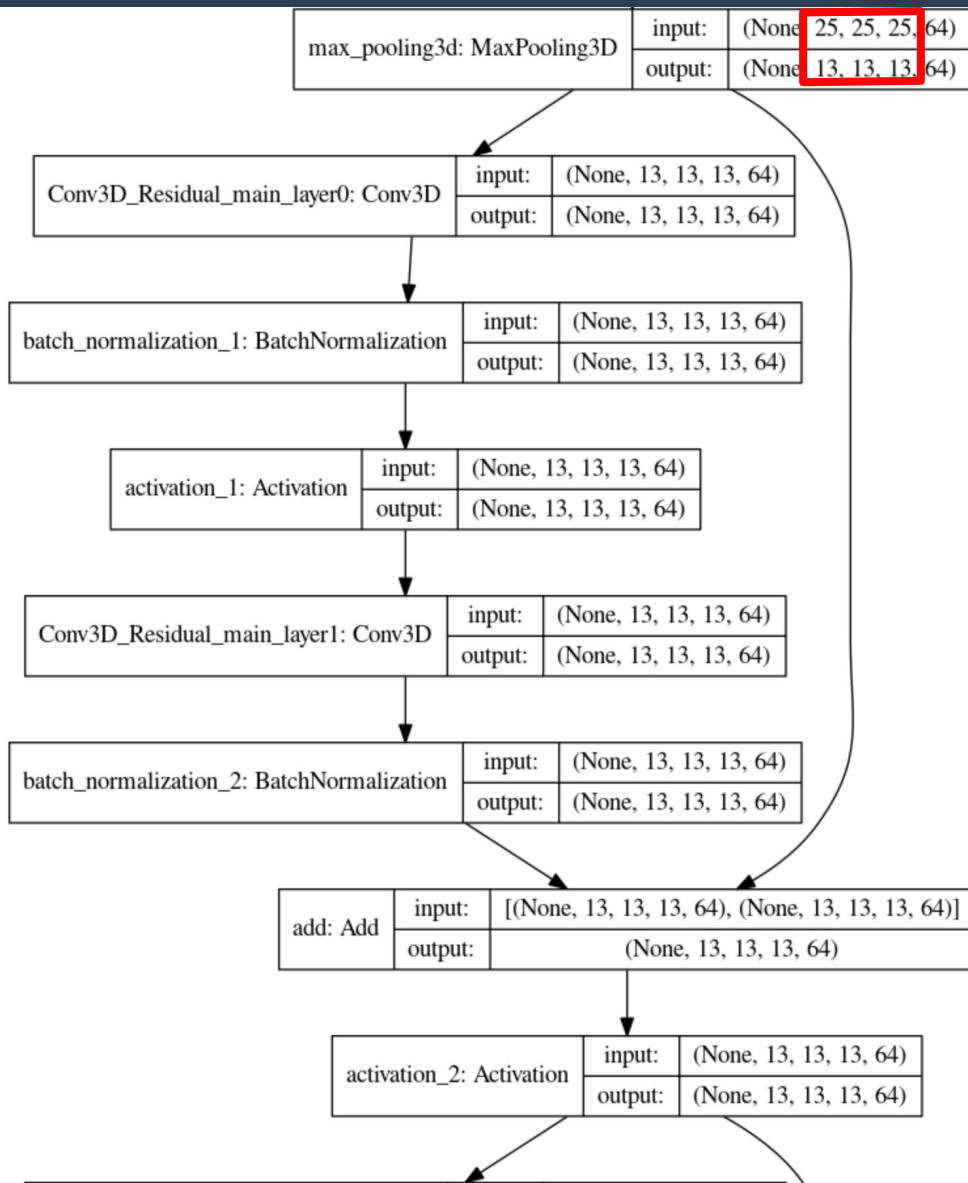 max_pooling3d: MaxPooling3D
input: (None, 25, 25, 25, 64)
output: (None, 13, 13, 13, 64)
Conv3D_Residual_main_layer0: Conv3D
input: (None, 13, 13, 13, 64)
output: (None, 13, 13, 13, 64)
batch_normalization_1: BatchNormalization
input: (None, 13, 13, 13, 64)
output: (None, 13, 13, 13, 64)
activation_1: Activation
input: (None, 13, 13, 13, 64)
output: (None, 13, 13, 13, 64)
Conv3D_Residual_main_layer1: Conv3D
input: (None, 13, 13, 13, 64)
output: (None, 13, 13, 13, 64)
batch_normalization_2: BatchNormalization
input: (None, 13, 13, 13, 64)
output: (None, 13, 13, 13, 64)
add: Add
input: [(None, 13, 13, 13, 64), (None, 13, 13, 13, 64)]
output: (None, 13, 13, 13, 64)
activation_2: Activation
input: (None, 13, 13, 13, 64)
output: (None, 13, 13, 13, 64)